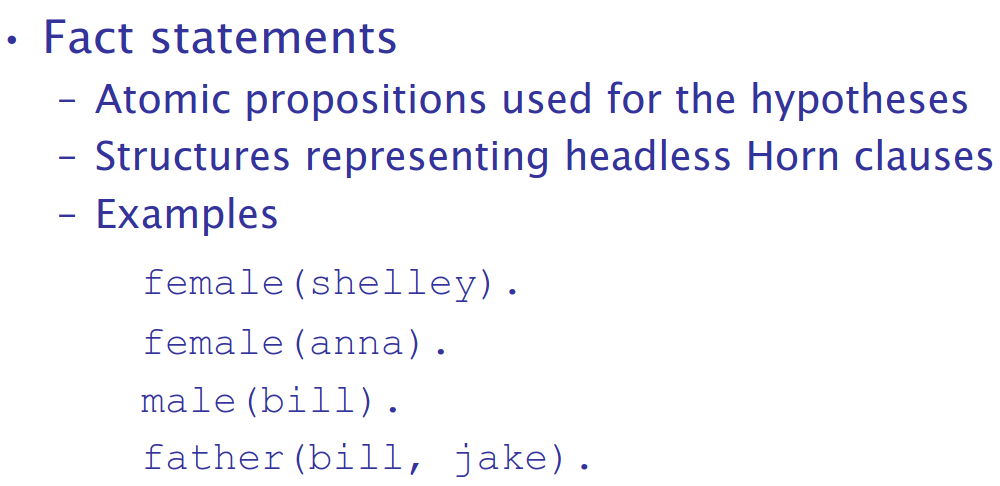 • Fact statements
– Atomic propositions used for the hypotheses
– Structures representing headless Horn clauses
– Examples
female(shelley).
female(anna).
male(bill).
father(bill, jake).